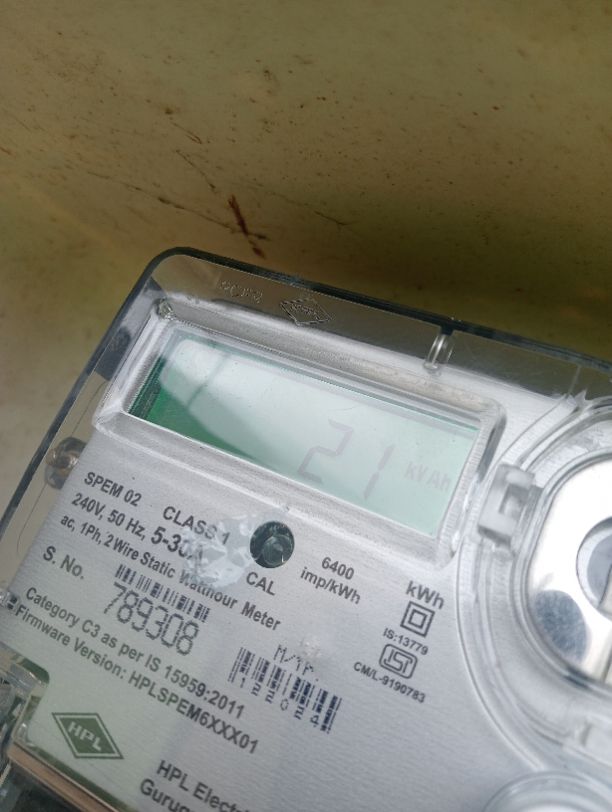 21 kVAh
SPEM 02 CLASS 1
240V, 50 Hz, 5-30A
ac, 1Ph, 2 Wire Static Watthour Meter
CAL
6400
imp/kWh
kWh
S. No.
789308
IS:13779
CM/L-9190783
Category C3 as per IS 15959:2011
Firmware Version: HPLSPEM6XXX01
HPL
HPL Electri